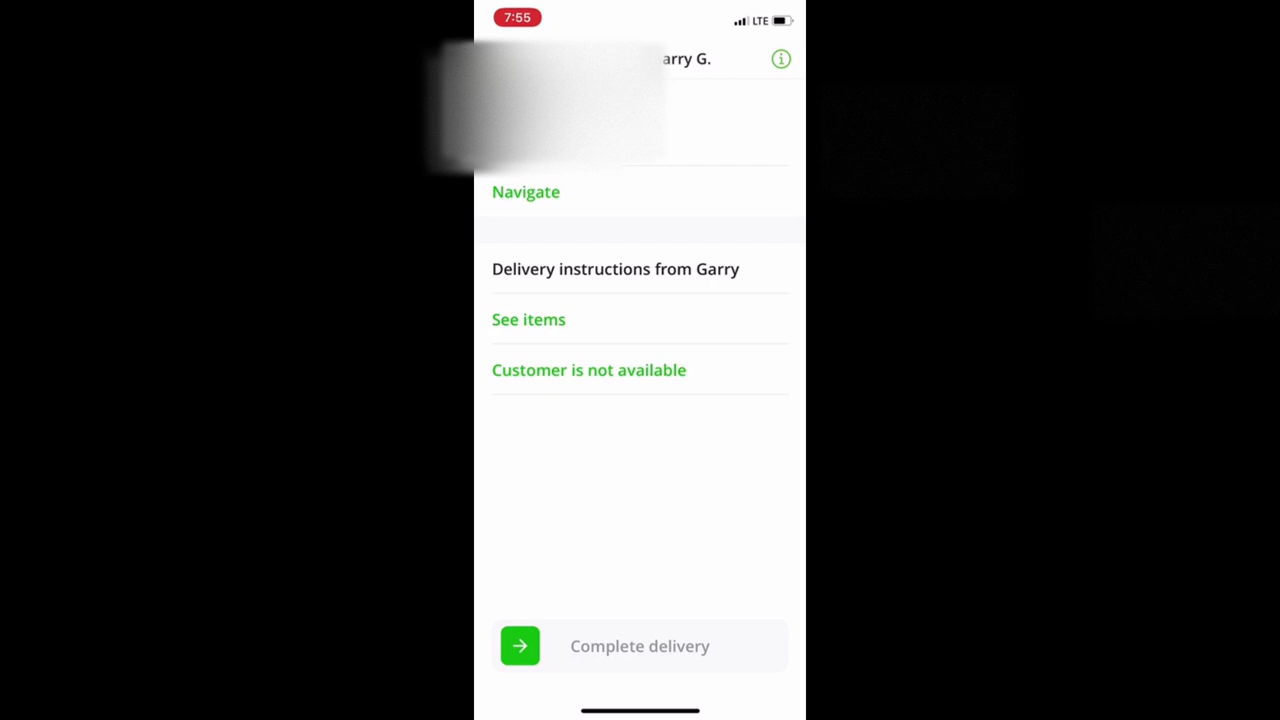 7:55
LTE
arry G.
Navigate
Delivery instructions from Garry
See items
Customer is not available
Complete delivery